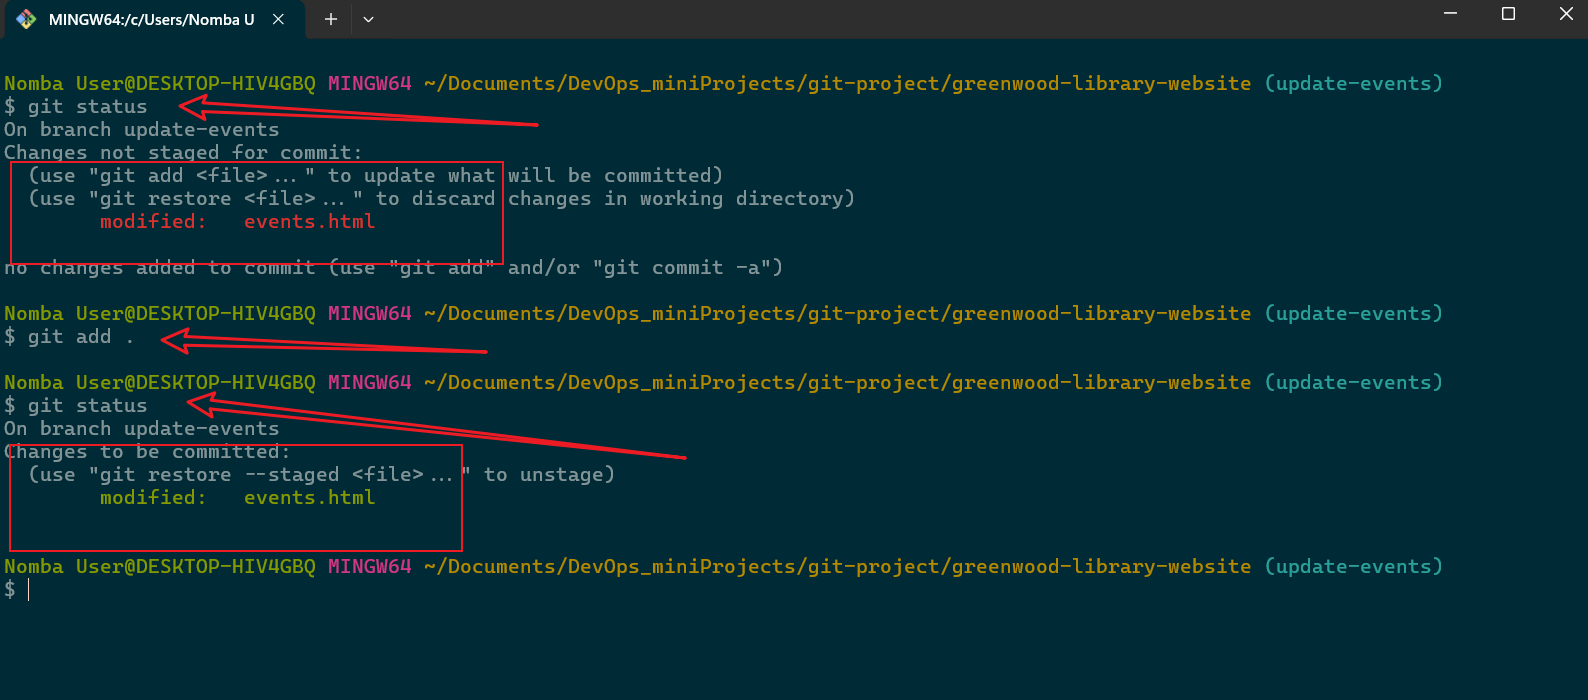 MINGW64:/c/Users/Nomba U
Nomba User@DESKTOP-HIV4GBQ MINGW64 ~/Documents/DevOps_miniProjects/git-project/greenwood-library-website (update-events)
$ git status
On branch update-events
Changes not staged for commit:
  (use "git add <file>..." to update what will be committed)
  (use "git restore <file>..." to discard changes in working directory)
        modified:   events.html
no changes added to commit (use "git add" and/or "git commit -a")
Nomba User@DESKTOP-HIV4GBQ MINGW64 ~/Documents/DevOps_miniProjects/git-project/greenwood-library-website (update-events)
$ git add .
Nomba User@DESKTOP-HIV4GBQ MINGW64 ~/Documents/DevOps_miniProjects/git-project/greenwood-library-website (update-events)
$ git status
On branch update-events
Changes to be committed:
  (use "git restore --staged <file>..." to unstage)
        modified:   events.html
Nomba User@DESKTOP-HIV4GBQ MINGW64 ~/Documents/DevOps_miniProjects/git-project/greenwood-library-website (update-events)
$